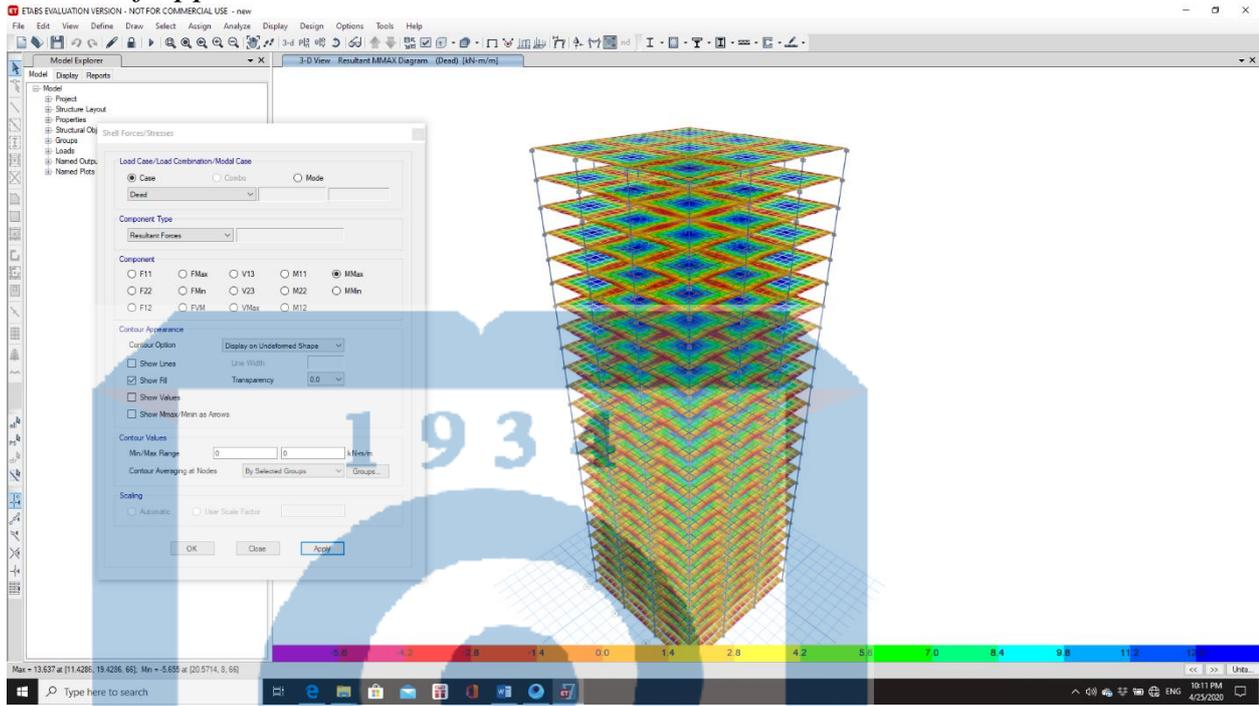 ETABS EVALUATION VERSION - NOT FOR COMMERCIAL USE - new
File Edit View Define Draw Select Assign Analyze Display Design Options Tools Help
Model Explorer
3-D View Resultant MMAX Diagram (Dead) [kN-m/m]
Model Display Reports
Model
Project
Structure Layout
Properties
Structural Obj
Groups
Loads
Named Outpu
Named Plots
Shell Forces/Stresses
Load Case/Load Combination/Modal Case
Case Combo Mode
Dead
Component Type
Resultant Forces
Component
F11 FMax V13 M11 MMax
F22 FMin V23 M22 MMin
F12 FVM VMax M12
Contour Appearance
Contour Option Display on Undeformed Shape
Show Lines Line Width
Show Fill Transparency 0.0
Show Values
Show Mmax/Mmin as Arrows
1934
Contour Values
Min/Max Range 0 0 kN-m/m
Contour Averaging at Nodes By Selected Groups Groups...
Scaling
Automatic User Scale Factor
OK Close Apply
-5.6 -4.2 -2.8 -1.4 0.0 1.4 2.8 4.2 5.6 7.0 8.4 9.8 11.2
Max = 13.637 at [11.4286, 19.4286, 66]; Min = -5.655 at [20.5714, 8, 66]
<< >> Units...
Type here to search
ENG
10:11 PM
4/25/2020